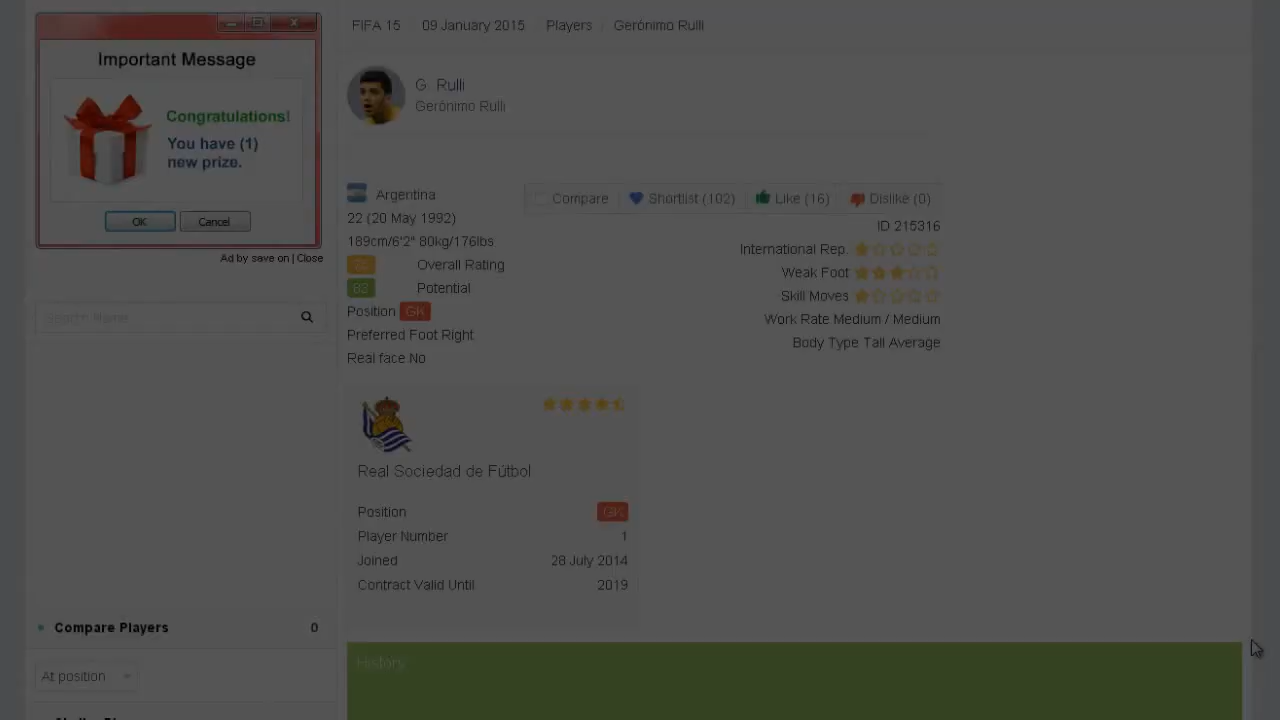 Important Message
Congratulations!
You have (1)
new prize.
OK
Cancel
Ad by save on | Close
Search Name
Compare Players 0
At position
FIFA 15 09 January 2015 Players Gerónimo Rulli
G. Rulli
Gerónimo Rulli
Argentina
22 (20 May 1992)
189cm/6'2" 80kg/176lbs
Overall Rating
82 Potential
Position GK
Preferred Foot Right
Real face No
Compare Shortlist (102) Like (16) Dislike (0)
ID 215316
International Rep.
Weak Foot
Skill Moves
Work Rate Medium / Medium
Body Type Tall Average
Real Sociedad de Fútbol
Position GK
Player Number 1
Joined 28 July 2014
Contract Valid Until 2019
History